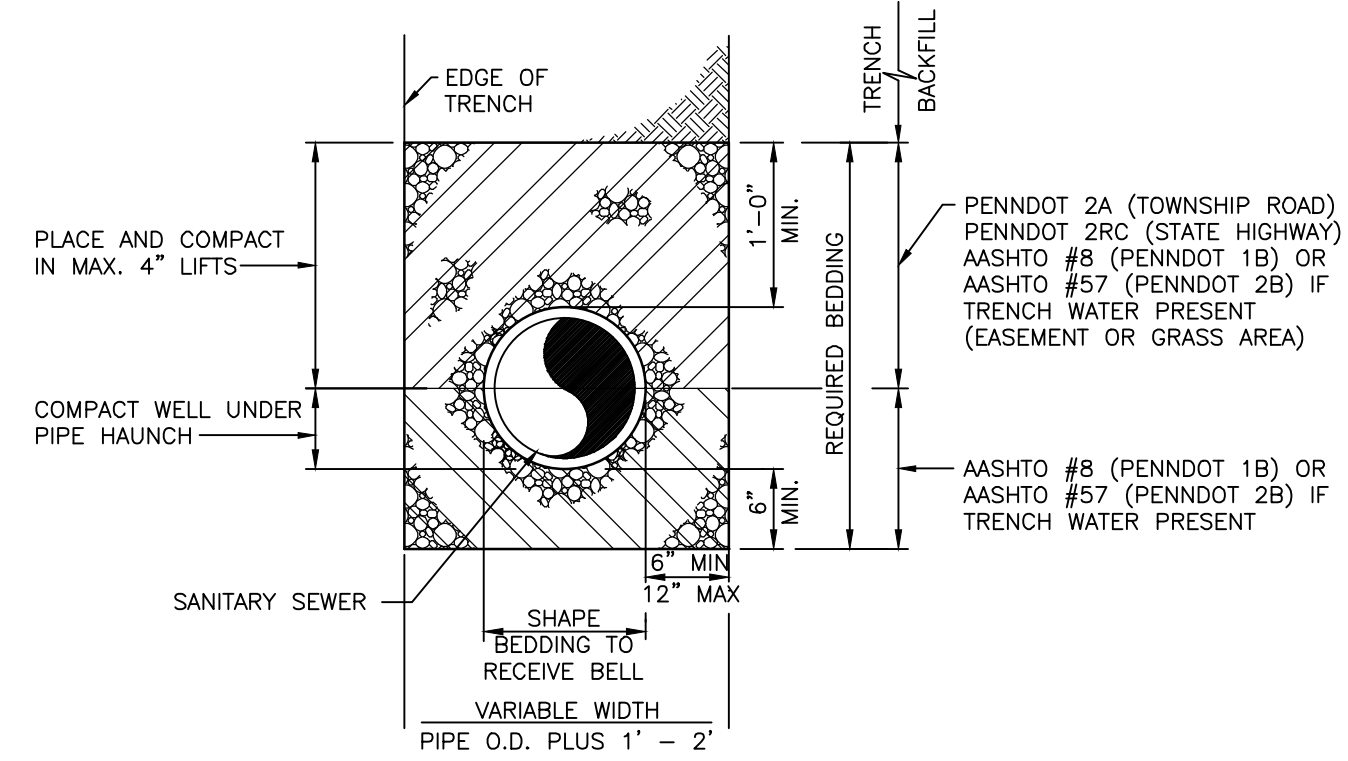 TRENCH
BACKFILL
EDGE OF
TRENCH
PLACE AND COMPACT
IN MAX. 4" LIFTS
COMPACT WELL UNDER
PIPE HAUNCH
1'-0"
MIN.
REQUIRED BEDDING
6"
MIN.
PENNDOT 2A (TOWNSHIP ROAD)
PENNDOT 2RC (STATE HIGHWAY)
AASHTO #8 (PENNDOT 1B) OR
AASHTO #57 (PENNDOT 2B) IF
TRENCH WATER PRESENT
(EASEMENT OR GRASS AREA)
AASHTO #8 (PENNDOT 1B) OR
AASHTO #57 (PENNDOT 2B) IF
TRENCH WATER PRESENT
6" MIN
12" MAX
SANITARY SEWER
SHAPE
BEDDING TO
RECEIVE BELL
VARIABLE WIDTH
PIPE O.D. PLUS 1' - 2'